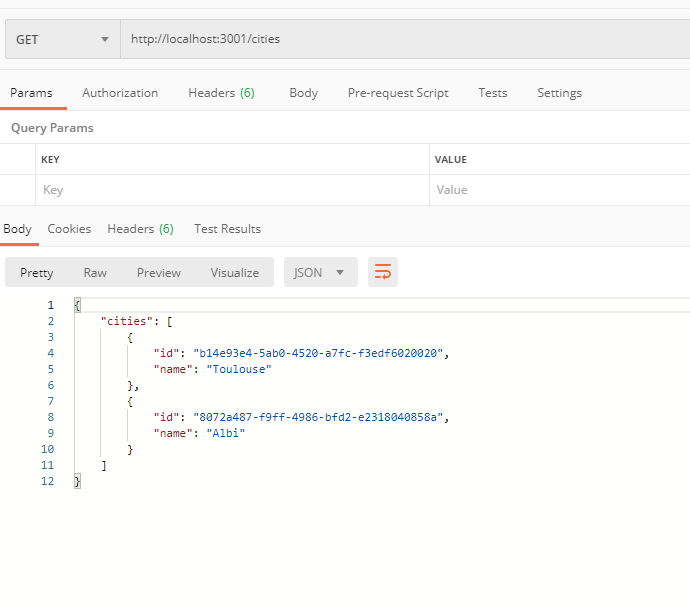 GET http://localhost:3001/cities
Params Authorization Headers (6) Body Pre-request Script Tests Settings
Query Params
KEY VALUE
Key Value
Body Cookies Headers (6) Test Results
Pretty Raw Preview Visualize JSON
1 {
2 "cities": [
3 {
4 "id": "b14e93e4-5ab0-4520-a7fc-f3edf6020020",
5 "name": "Toulouse"
6 },
7 {
8 "id": "8072a487-f9ff-4986-bfd2-e2318040858a",
9 "name": "Albi"
10 }
11 ]
12 }